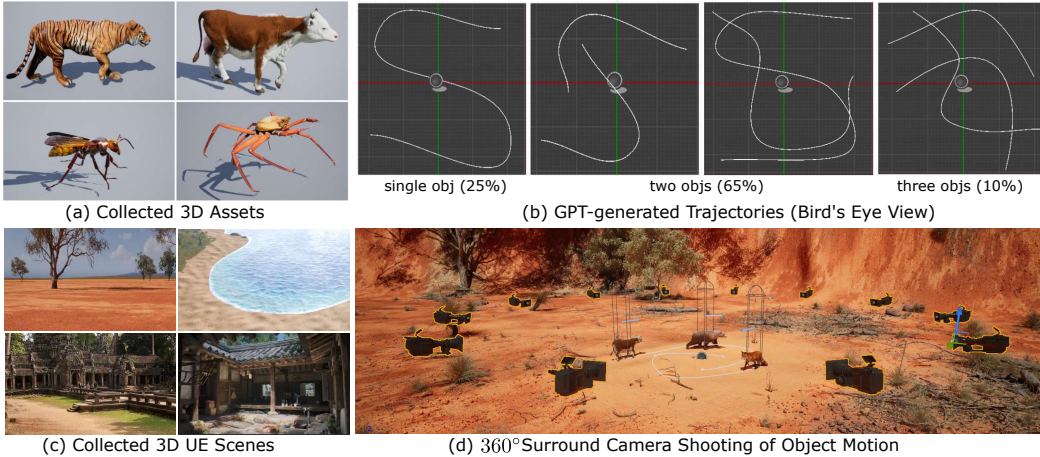 single obj (25%)
two objs (65%)
three objs (10%)
(a) Collected 3D Assets
(b) GPT-generated Trajectories (Bird's Eye View)
(c) Collected 3D UE Scenes
(d) 360°Surround Camera Shooting of Object Motion